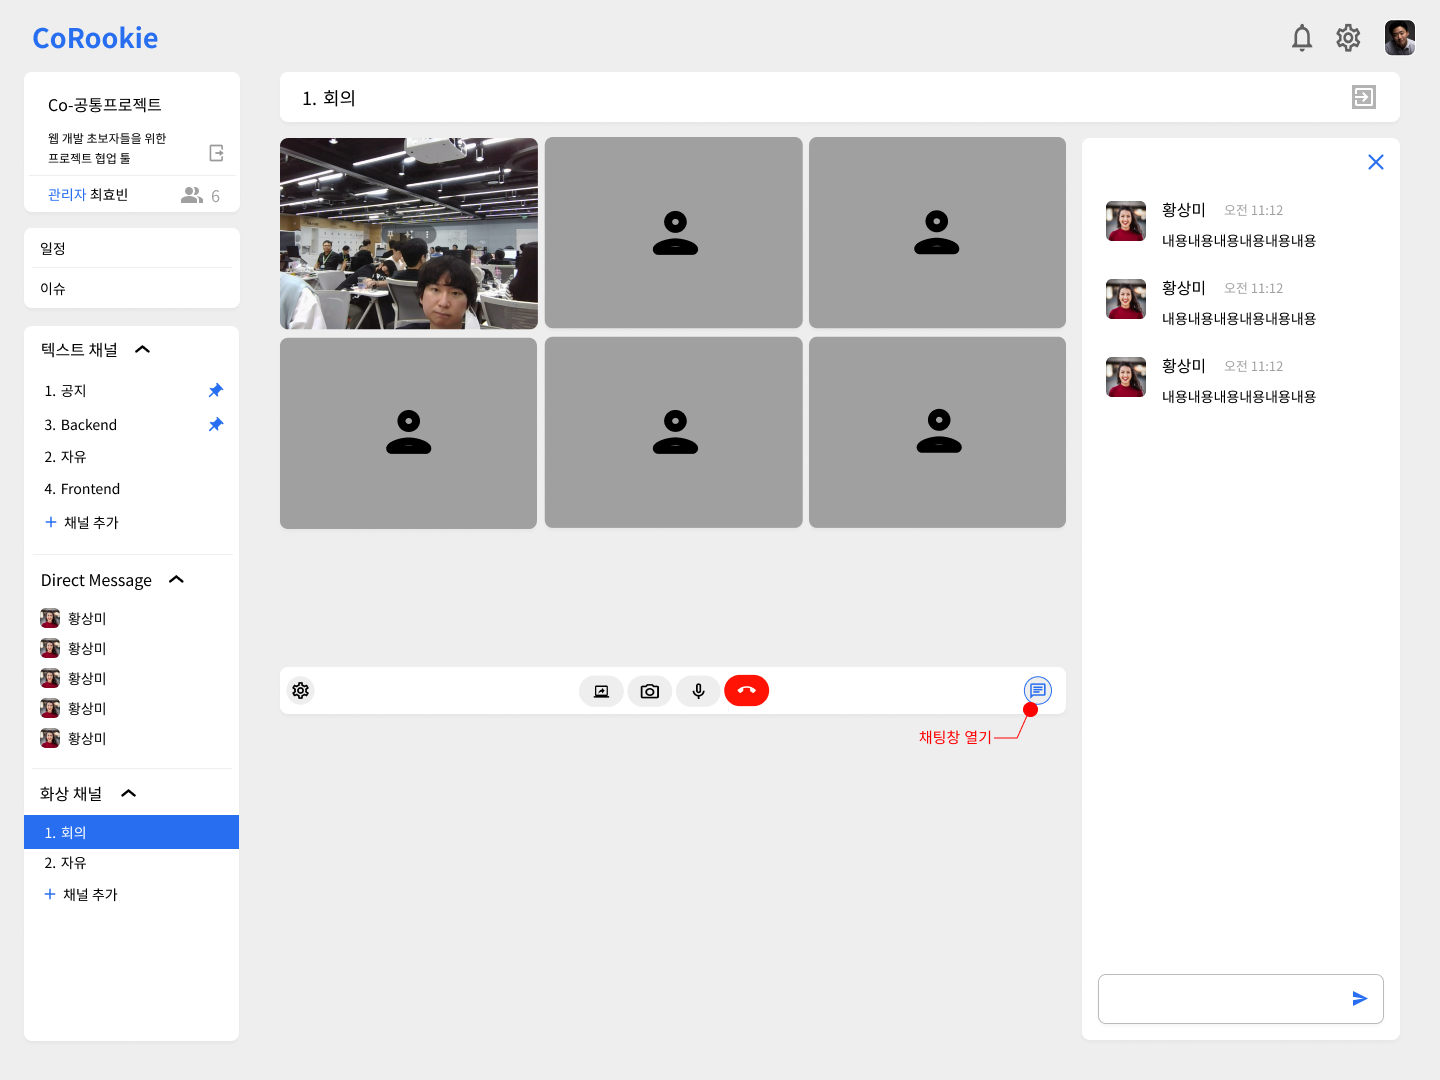 CoRookie
Co-공통프로젝트
웹 개발 초보자들을 위한
프로젝트 협업 툴
관리자 최효빈 6
일정
이슈
텍스트 채널
1. 공지
3. Backend
2. 자유
4. Frontend
+ 채널 추가
Direct Message
황상미
황상미
황상미
황상미
황상미
화상 채널
1. 회의
2. 자유
+ 채널 추가
1. 회의
채팅창 열기
황상미 오전 11:12
내용내용내용내용내용내용
황상미 오전 11:12
내용내용내용내용내용내용
황상미 오전 11:12
내용내용내용내용내용내용